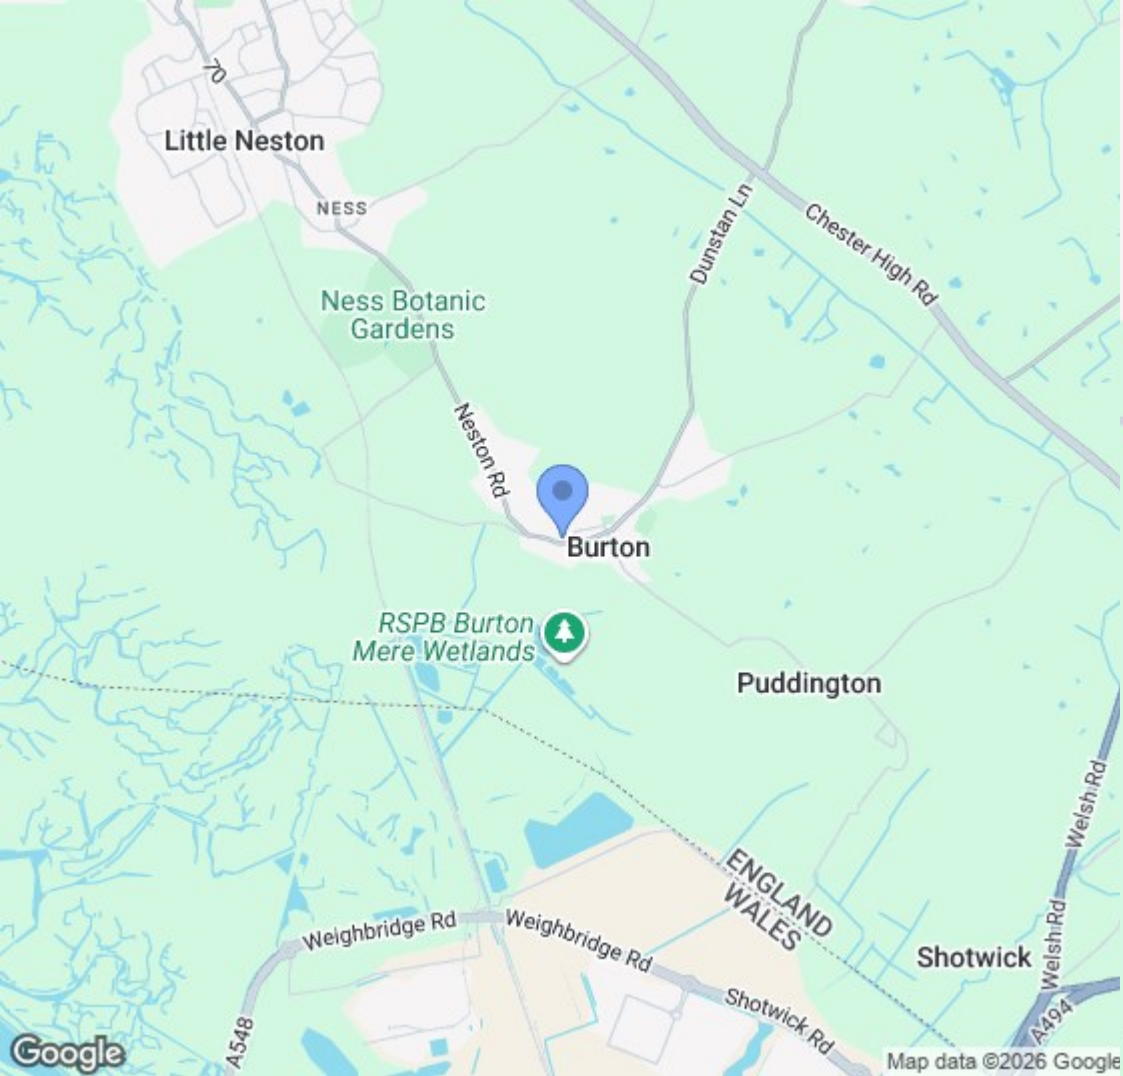 70
Little Neston
NESS
Dunstan Ln
Chester High Rd
Ness Botanic
Gardens
Neston Rd
Burton
RSPB Burton
Mere Wetlands
Puddington
Welsh Rd
ENGLAND
WALES
Weighbridge Rd
Weighbridge Rd
Welsh Rd
Shotwick
Shotwick Rd
A548
A494
Google
Map data ©2026 Google